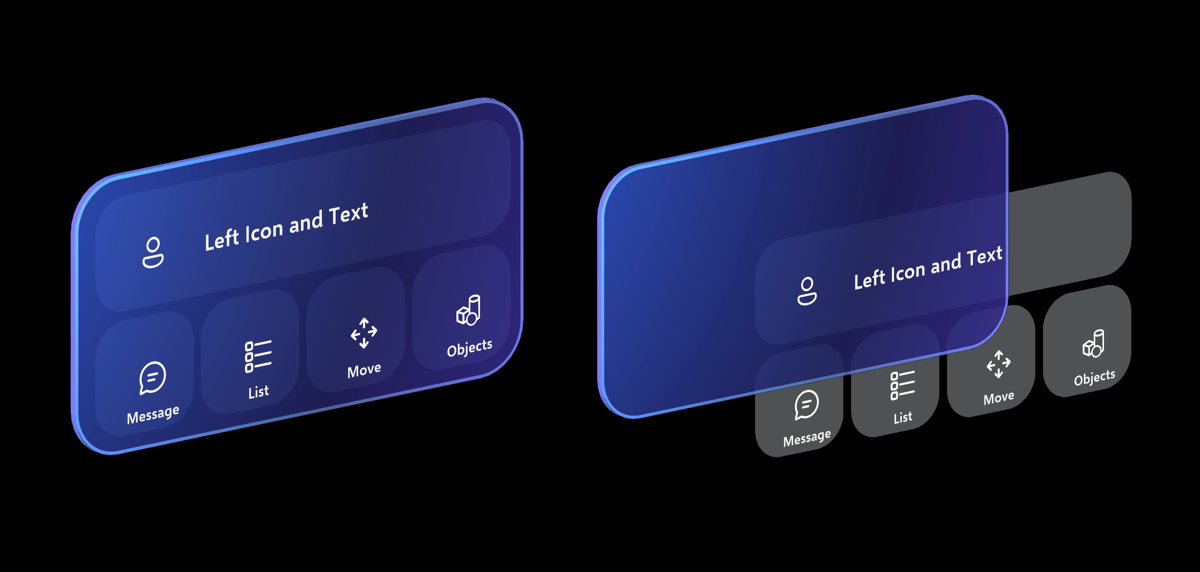 Left Icon and Text
Message
List
Move
Objects
Left Icon and Text
Message
List
Move
Objects